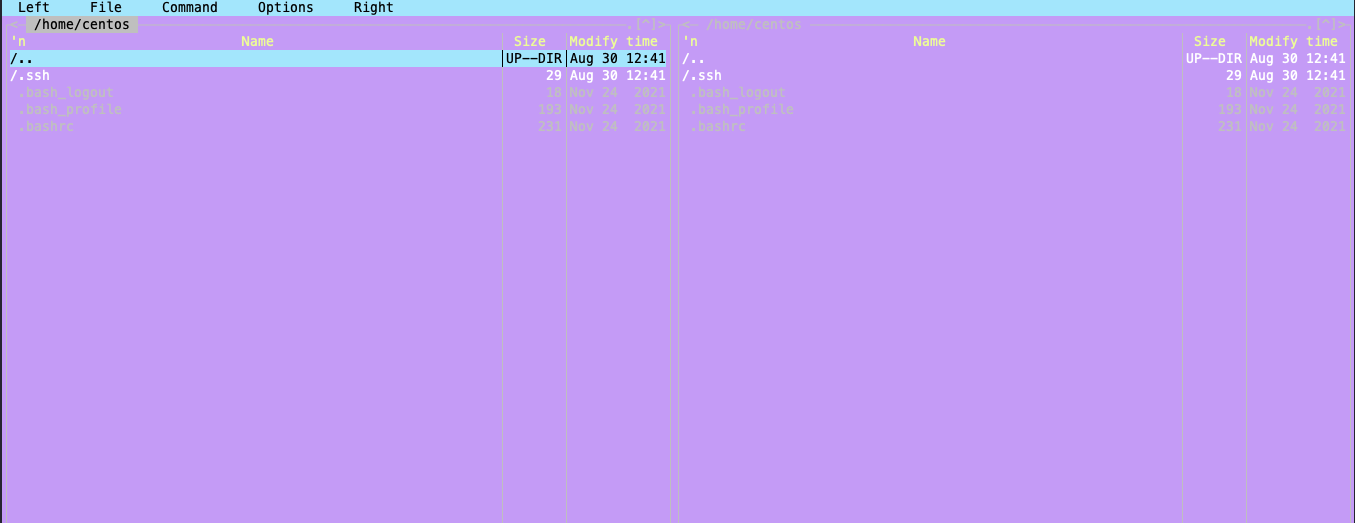 Left File Command Options Right
<- /home/centos .[^]> <- /home/centos .[^]>
'n Name Size Modify time 'n Name Size Modify time
/.. UP--DIR Aug 30 12:41 /.. UP--DIR Aug 30 12:41
/.ssh 29 Aug 30 12:41 /.ssh 29 Aug 30 12:41
.bash_logout 18 Nov 24 2021 .bash_logout 18 Nov 24 2021
.bash_profile 193 Nov 24 2021 .bash_profile 193 Nov 24 2021
.bashrc 231 Nov 24 2021 .bashrc 231 Nov 24 2021